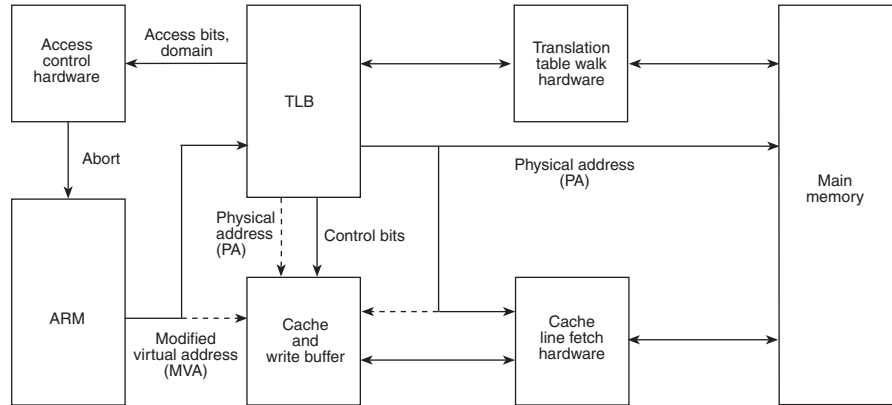 Access
control
hardware
Access bits,
domain
TLB
Translation
table walk
hardware
Main
memory
Abort
Physical address
(PA)
Physical
address
(PA)
Control bits
ARM
Modified
virtual address
(MVA)
Cache
and
write buffer
Cache
line fetch
hardware